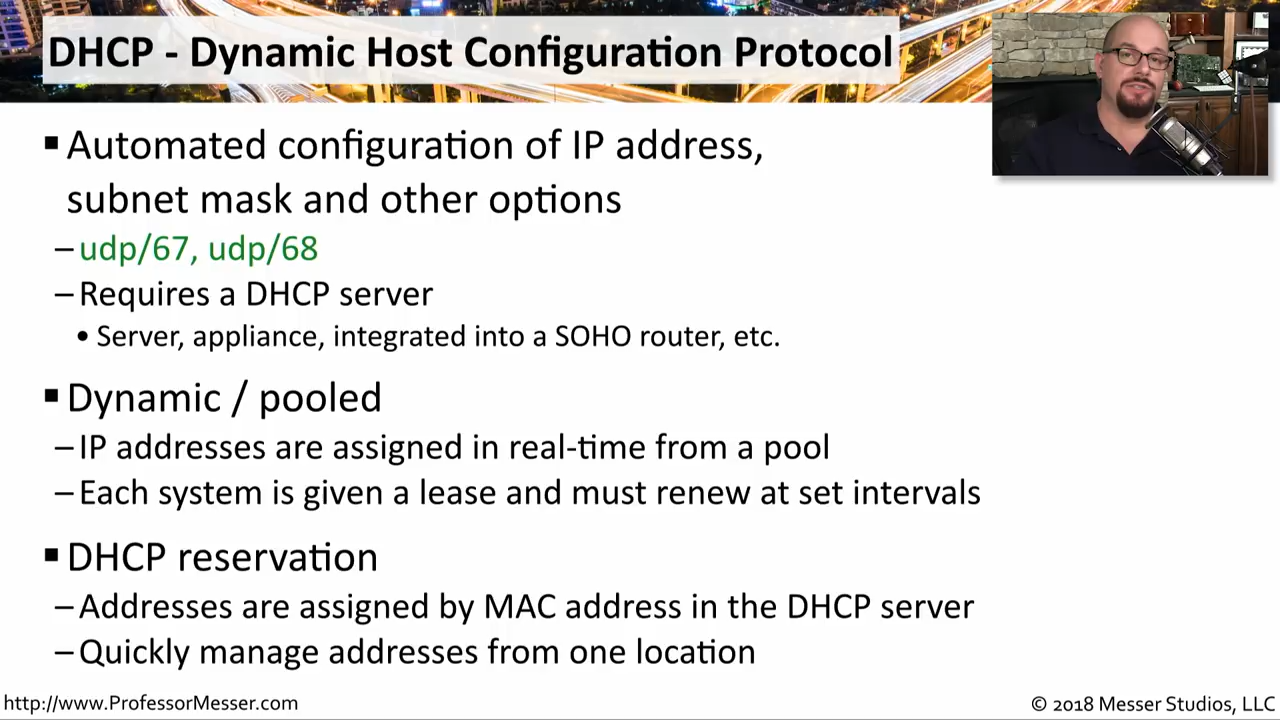 DHCP - Dynamic Host Configuration Protocol
▪ Automated configuration of IP address,
subnet mask and other options
– udp/67, udp/68
– Requires a DHCP server
• Server, appliance, integrated into a SOHO router, etc.
▪ Dynamic / pooled
– IP addresses are assigned in real-time from a pool
– Each system is given a lease and must renew at set intervals
▪ DHCP reservation
– Addresses are assigned by MAC address in the DHCP server
– Quickly manage addresses from one location
http://www.ProfessorMesser.com
© 2018 Messer Studios, LLC